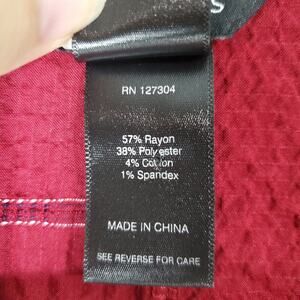 S
RN 127304
57% Rayon
38% Polyester
4% Cotton
1% Spandex
MADE IN CHINA
SEE REVERSE FOR CARE